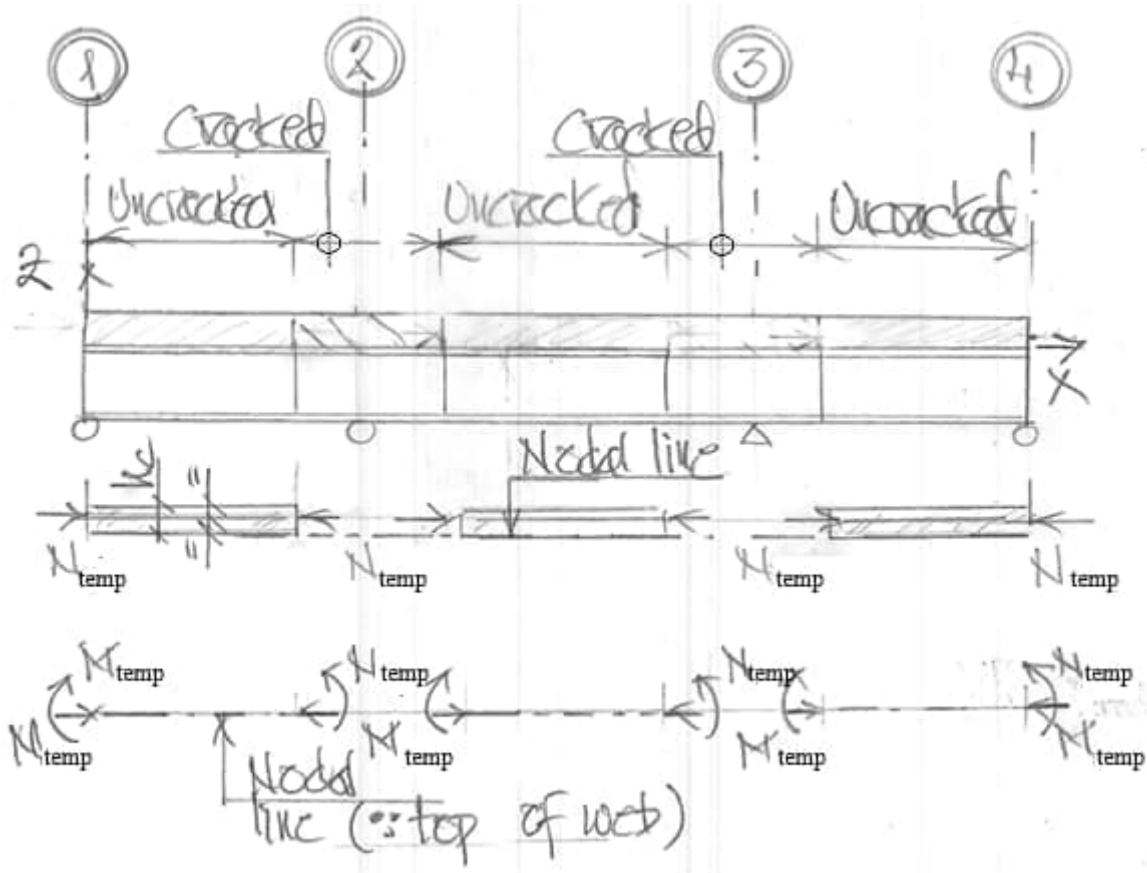 1 2 3 4
Cracked Cracked
Uncracked Uncracked Uncracked
Z
X
Nodal line
N temp N temp N temp N temp
M temp N temp N temp N temp
M temp M temp M temp M temp
Nodal
line (: top of web)